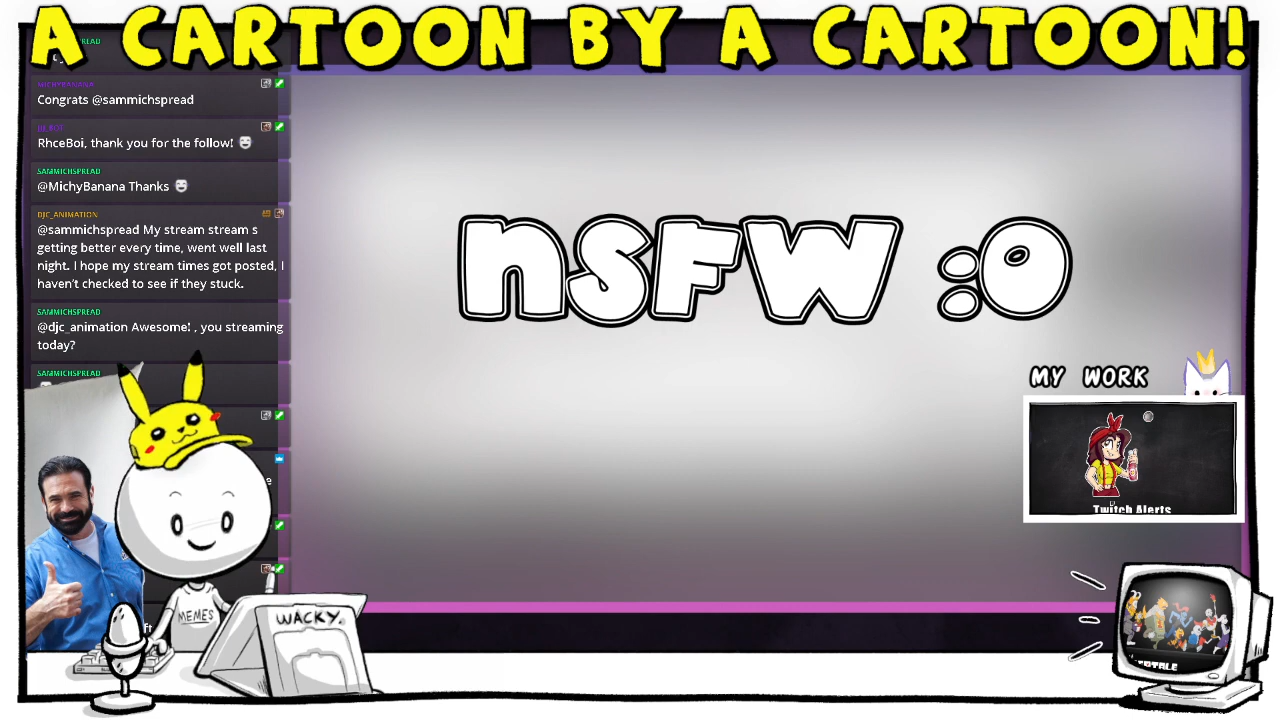 A CARTOON BY A CARTOON!
MICHYBANANA
Congrats @sammichspread
RhceBoi, thank you for the follow!
SAMMICHSPREAD
@MichyBanana Thanks
DJC_ANIMATION
@sammichspread My stream stream s
getting better every time, went well last
night. I hope my stream times got posted, I
haven't checked to see if they stuck.
SAMMICHSPREAD
@djc_animation Awesome! , you streaming
today?
SAMMICHSPREAD
NSFW :O
MY WORK
Twitch Alerts
MEMES
WACKY.